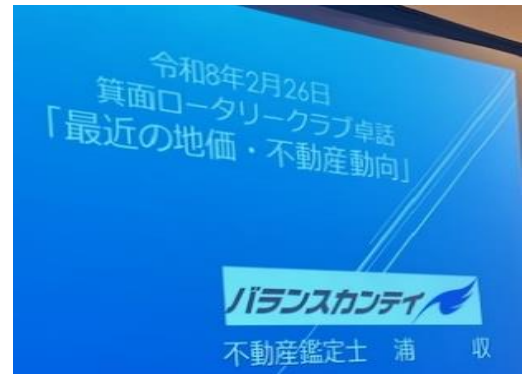 令和8年2月26日
箕面ロータリークラブ卓話
「最近の地価・不動産動向」
バランスカンテイ
不動産鑑定士 浦 収